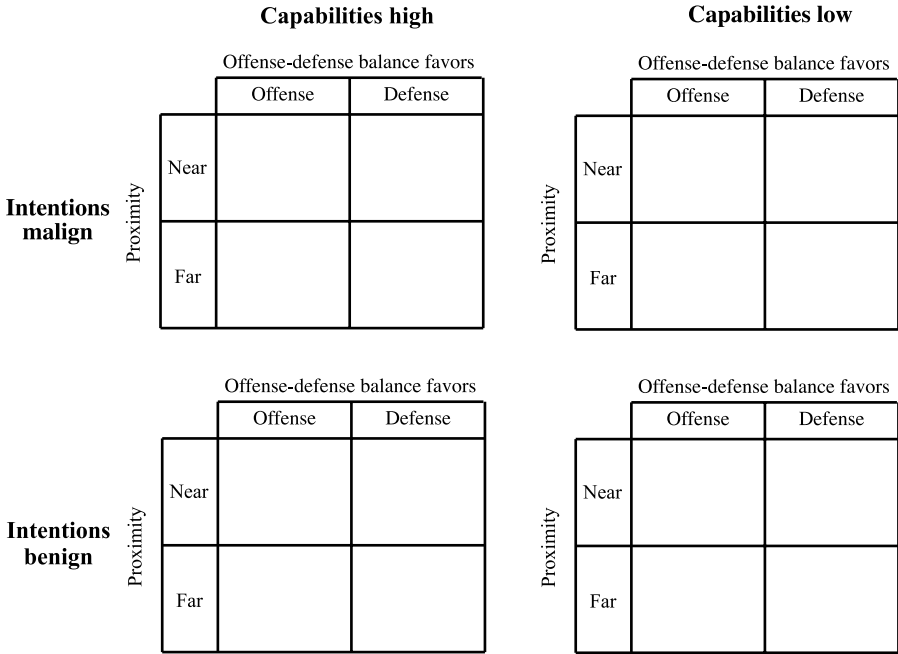 Capabilities high
Capabilities low
Offense-defense balance favors
Offense Defense
Near
Far
Proximity
Intentions
malign
Offense-defense balance favors
Offense Defense
Near
Far
Proximity
Offense-defense balance favors
Offense Defense
Near
Far
Proximity
Intentions
benign
Offense-defense balance favors
Offense Defense
Near
Far
Proximity